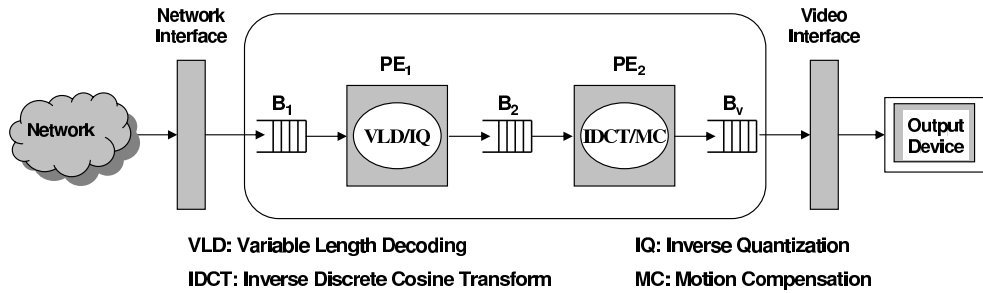 Network
Interface
Video
Interface
PE1
PE2
B1
B2
Bv
Network
VLD/IQ
IDCT/MC
Output
Device
VLD: Variable Length Decoding
IQ: Inverse Quantization
IDCT: Inverse Discrete Cosine Transform
MC: Motion Compensation